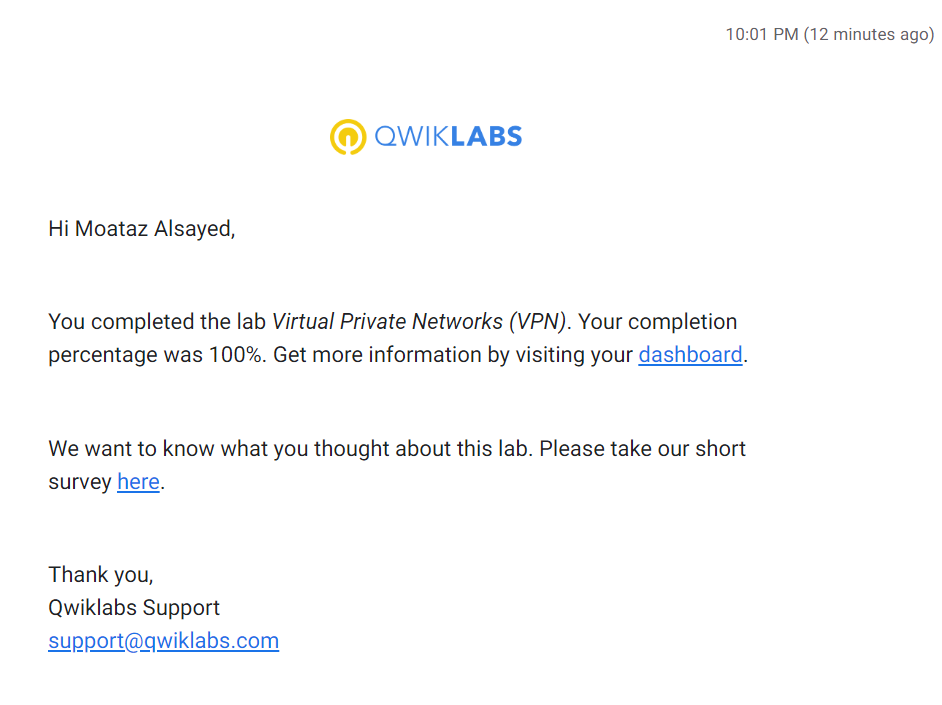 10:01 PM (12 minutes ago)
QWIKLABS
Hi Moataz Alsayed,
You completed the lab Virtual Private Networks (VPN). Your completion
percentage was 100%. Get more information by visiting your dashboard.
We want to know what you thought about this lab. Please take our short
survey here.
Thank you,
Qwiklabs Support
support@qwiklabs.com